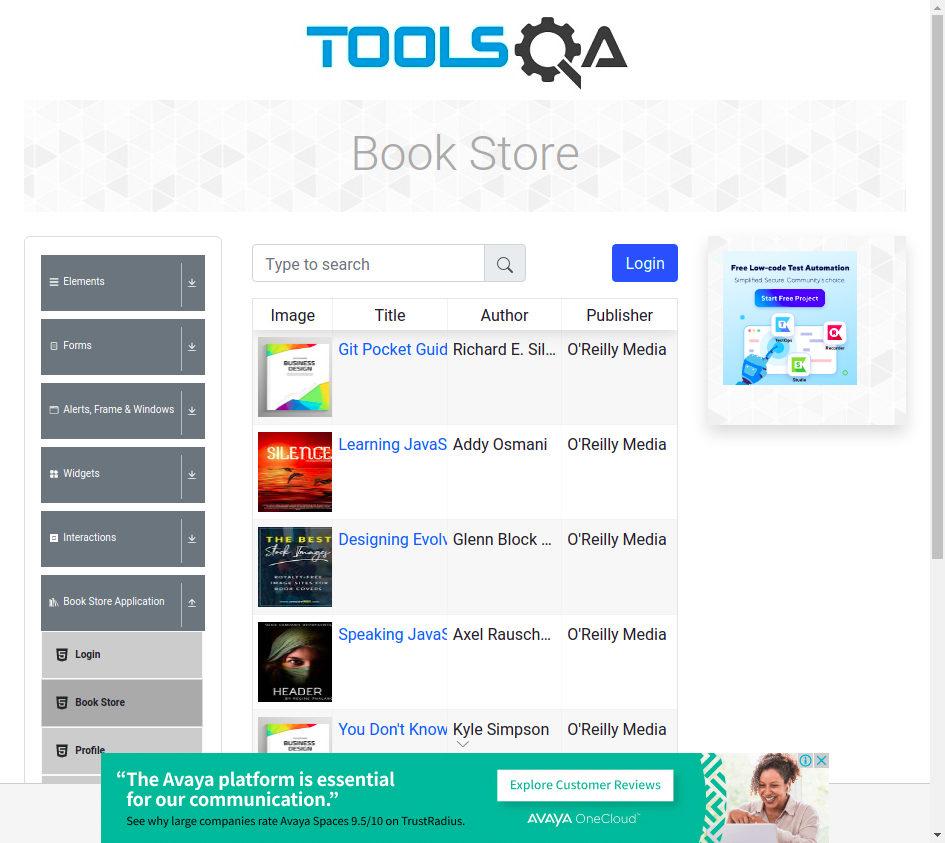 TOOLSQA
Book Store
Elements
Forms
Alerts, Frame & Windows
Widgets
Interactions
Book Store Application
Login
Book Store
Profile
Type to search
Login
Image Title Author Publisher
BUSINESS
DESIGN
Git Pocket Guid Richard E. Sil... O'Reilly Media
SILENCE
Learning JavaS Addy Osmani O'Reilly Media
THE BEST
Stock Images
ROYALTY-FREE
IMAGE SITES FOR
BOOK COVERS
Designing Evolv Glenn Block ... O'Reilly Media
HEADER
Speaking JavaS Axel Rausch... O'Reilly Media
BUSINESS
DESIGN
You Don't Know Kyle Simpson O'Reilly Media
Free Low-code Test Automation
Simplified. Secure. Community's choice.
Start Free Project
TestOps
Recorder
Studio
“The Avaya platform is essential
for our communication.”
See why large companies rate Avaya Spaces 9.5/10 on TrustRadius.
Explore Customer Reviews
AVAYA OneCloud™